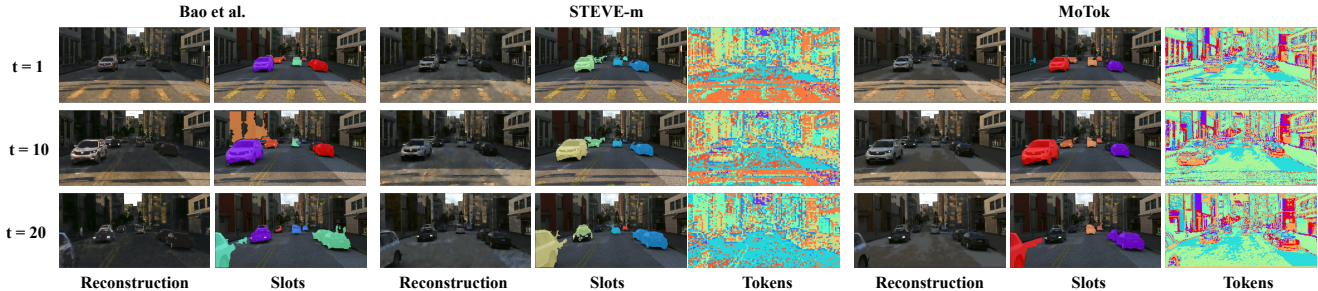 Bao et al. STEVE-m MoTok
t = 1
t = 10
t = 20
Reconstruction Slots Reconstruction Slots Tokens Reconstruction Slots Tokens